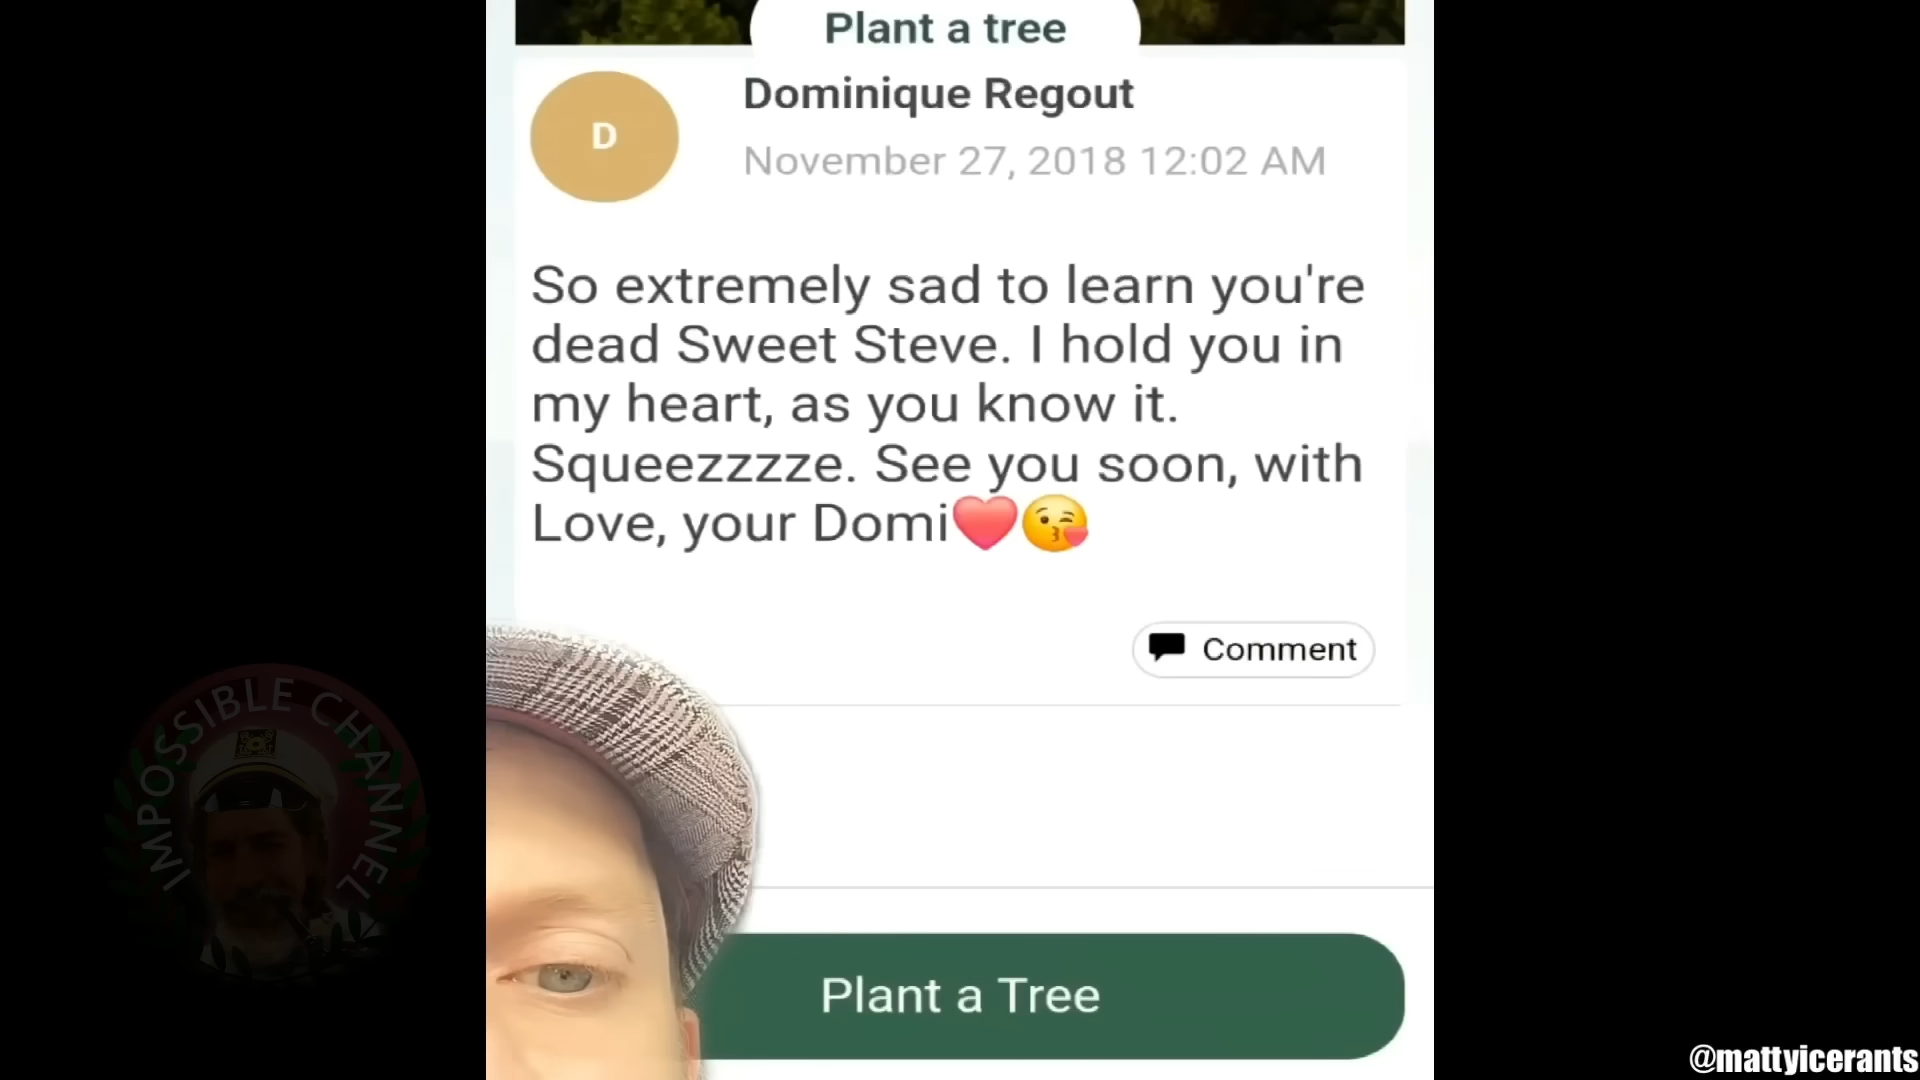 Plant a tree
Dominique Regout
D
November 27, 2018 12:02 AM
So extremely sad to learn you're
dead Sweet Steve. I hold you in
my heart, as you know it.
Squeezzzze. See you soon, with
Love, your Domi❤️😘
Comment
IMPOSSIBLE CHANNEL
Plant a Tree
@mattyicerants